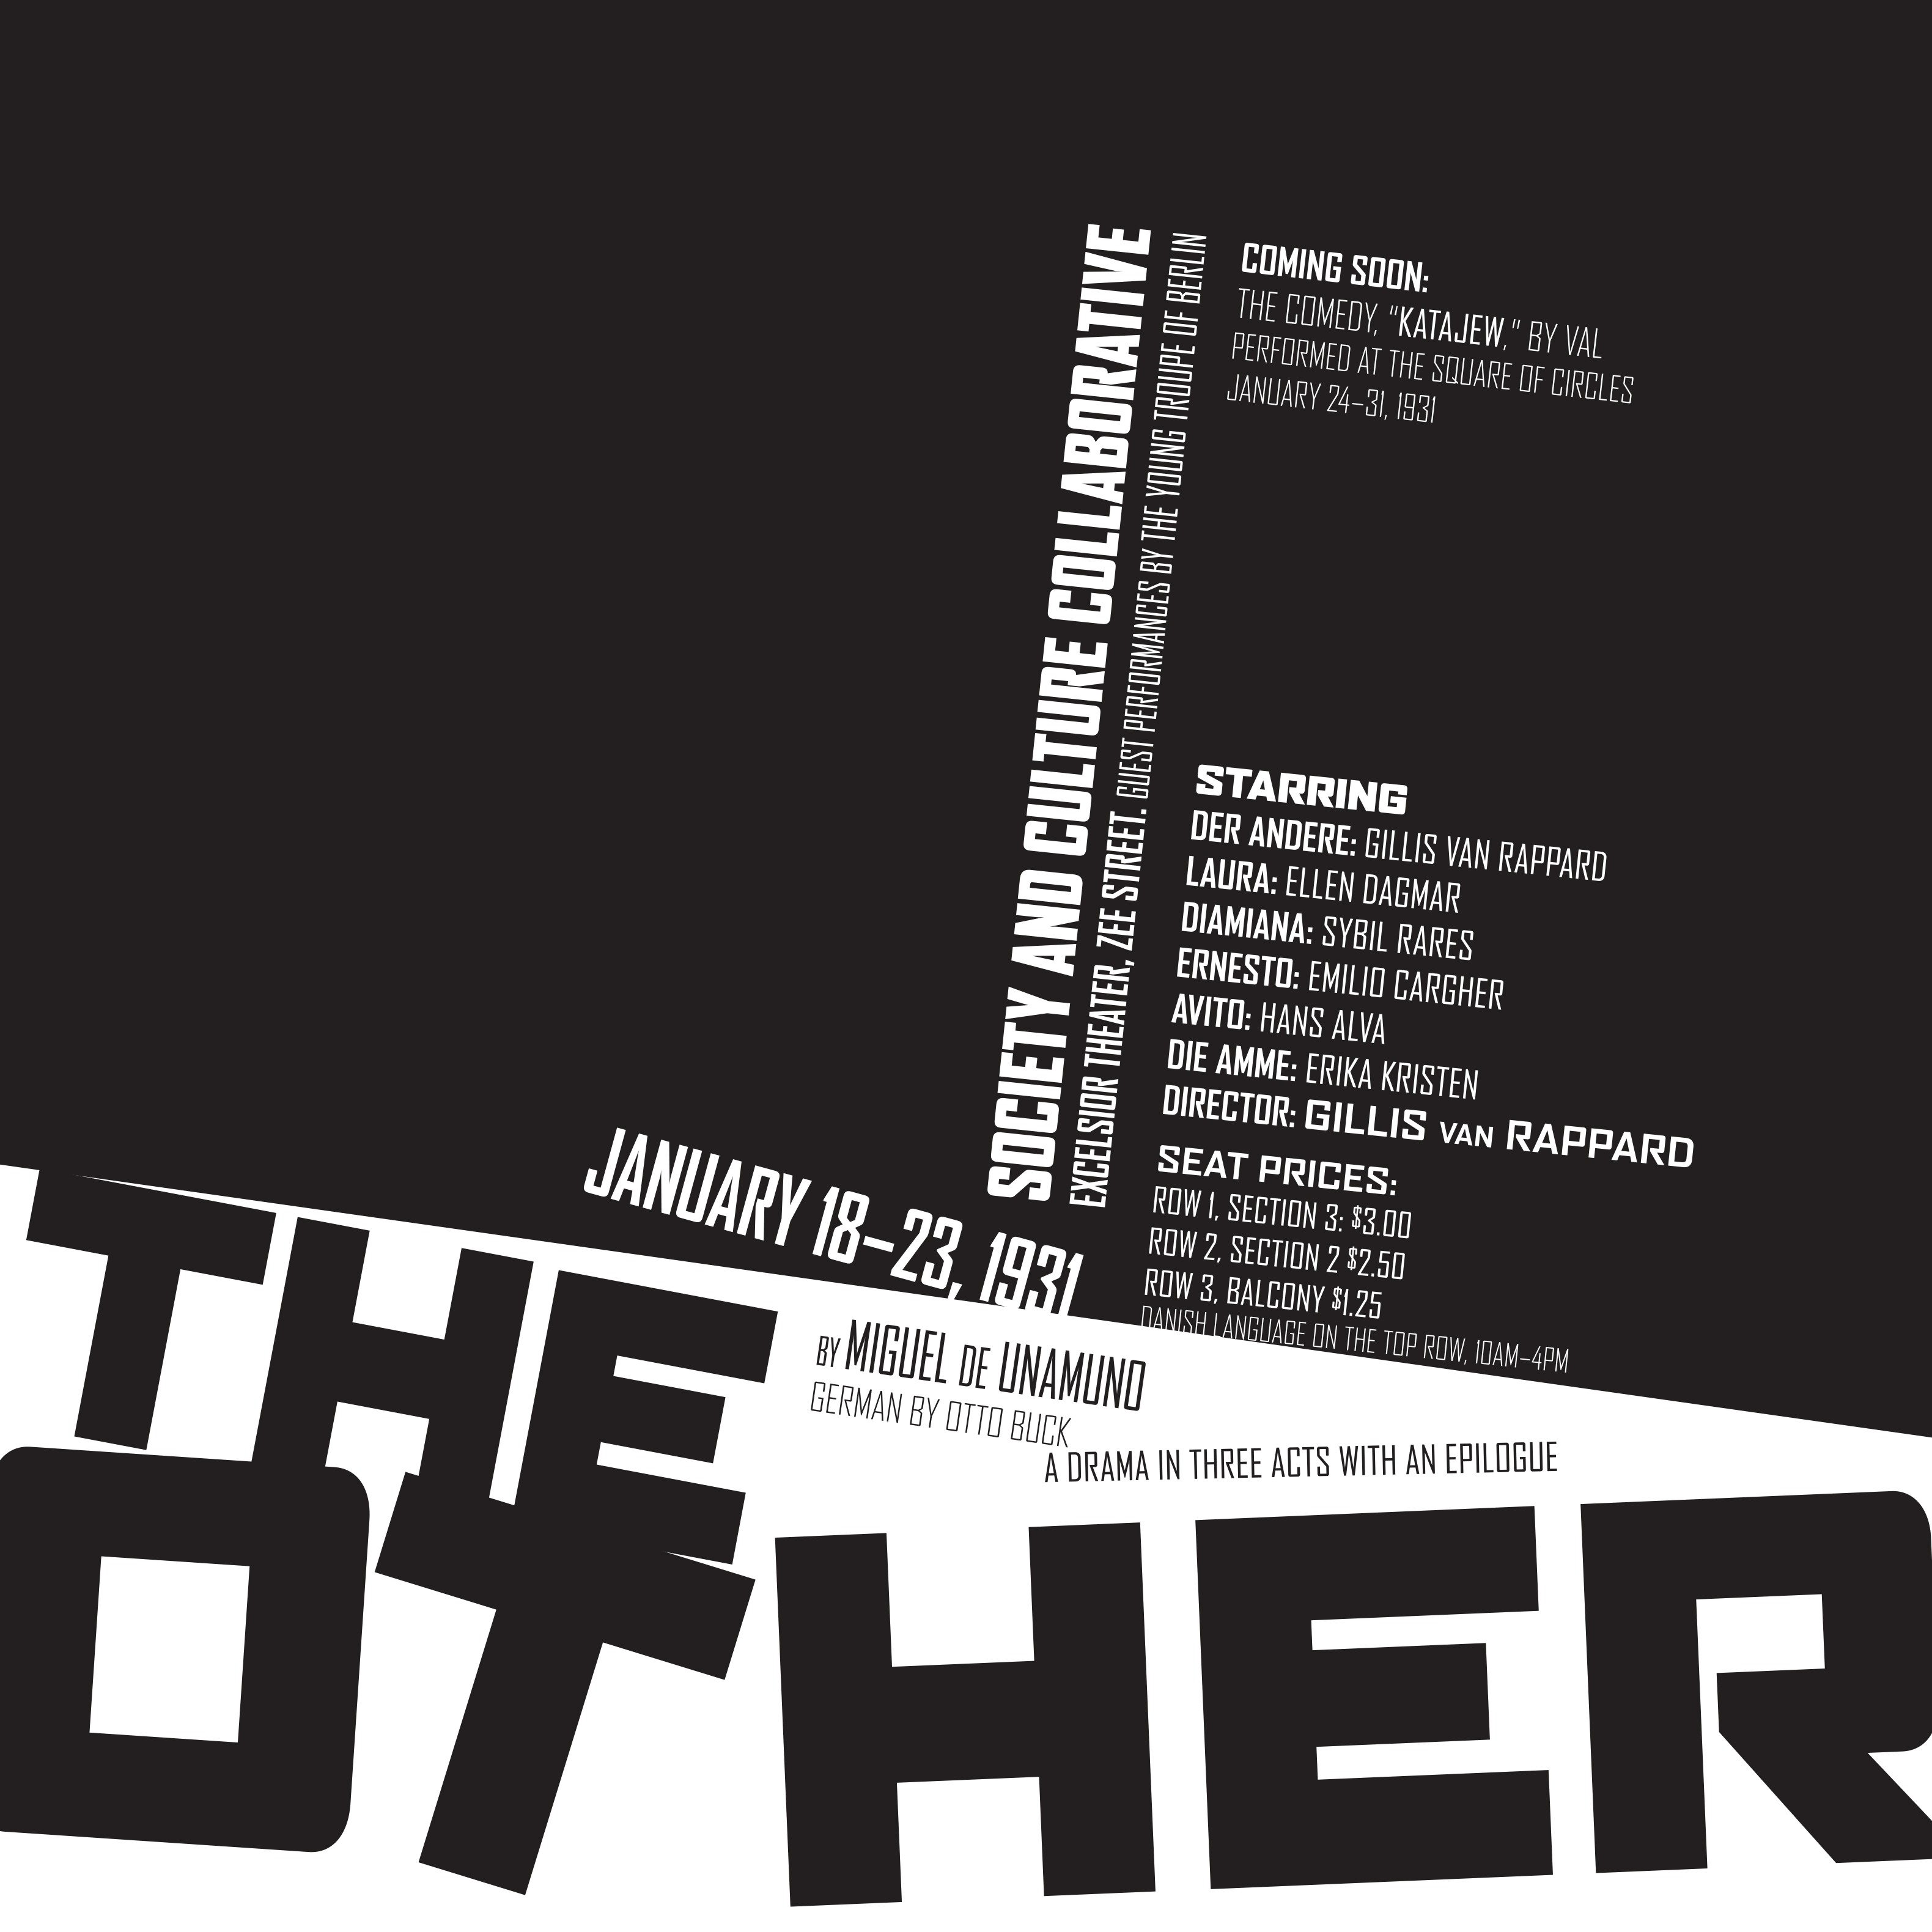 SOCIETY AND CULTURE COLLABORATIVE
EXCELSIOR THEATER, ZEE STREET. GUEST PERFORMANCES BY THE YOUNG TROUPE OF BERLIN
COMING SOON:
THE COMEDY, "KATAJEW," BY VAL
PERFORMED AT THE SQUARE OF CIRCLES
JANUARY 24–31, 1931
STARRING
DER ANDERE: GILLIS VAN RAPPARD
LAURA: ELLEN DAGMAR
DIAMIANA: SYBIL RARES
ERNESTO: EMILIO CARGHER
AVITO: HANS ALVA
DIE AMME: ERIKA KRISTEN
DIRECTOR: GILLIS VAN RAPPARD
SEAT PRICES:
ROW 1, SECTION 3: $3.00
ROW 2, SECTION 2 $2.50
ROW 3, BALCONY $1.25
DANISH LANGUAGE ON THE TOP ROW, 10AM–4PM
JANUARY 18–23, 1931
THE
BY MIGUEL DE UNAMUNO
GERMAN BY OTTO BUCK
A DRAMA IN THREE ACTS WITH AN EPILOGUE
OTHER